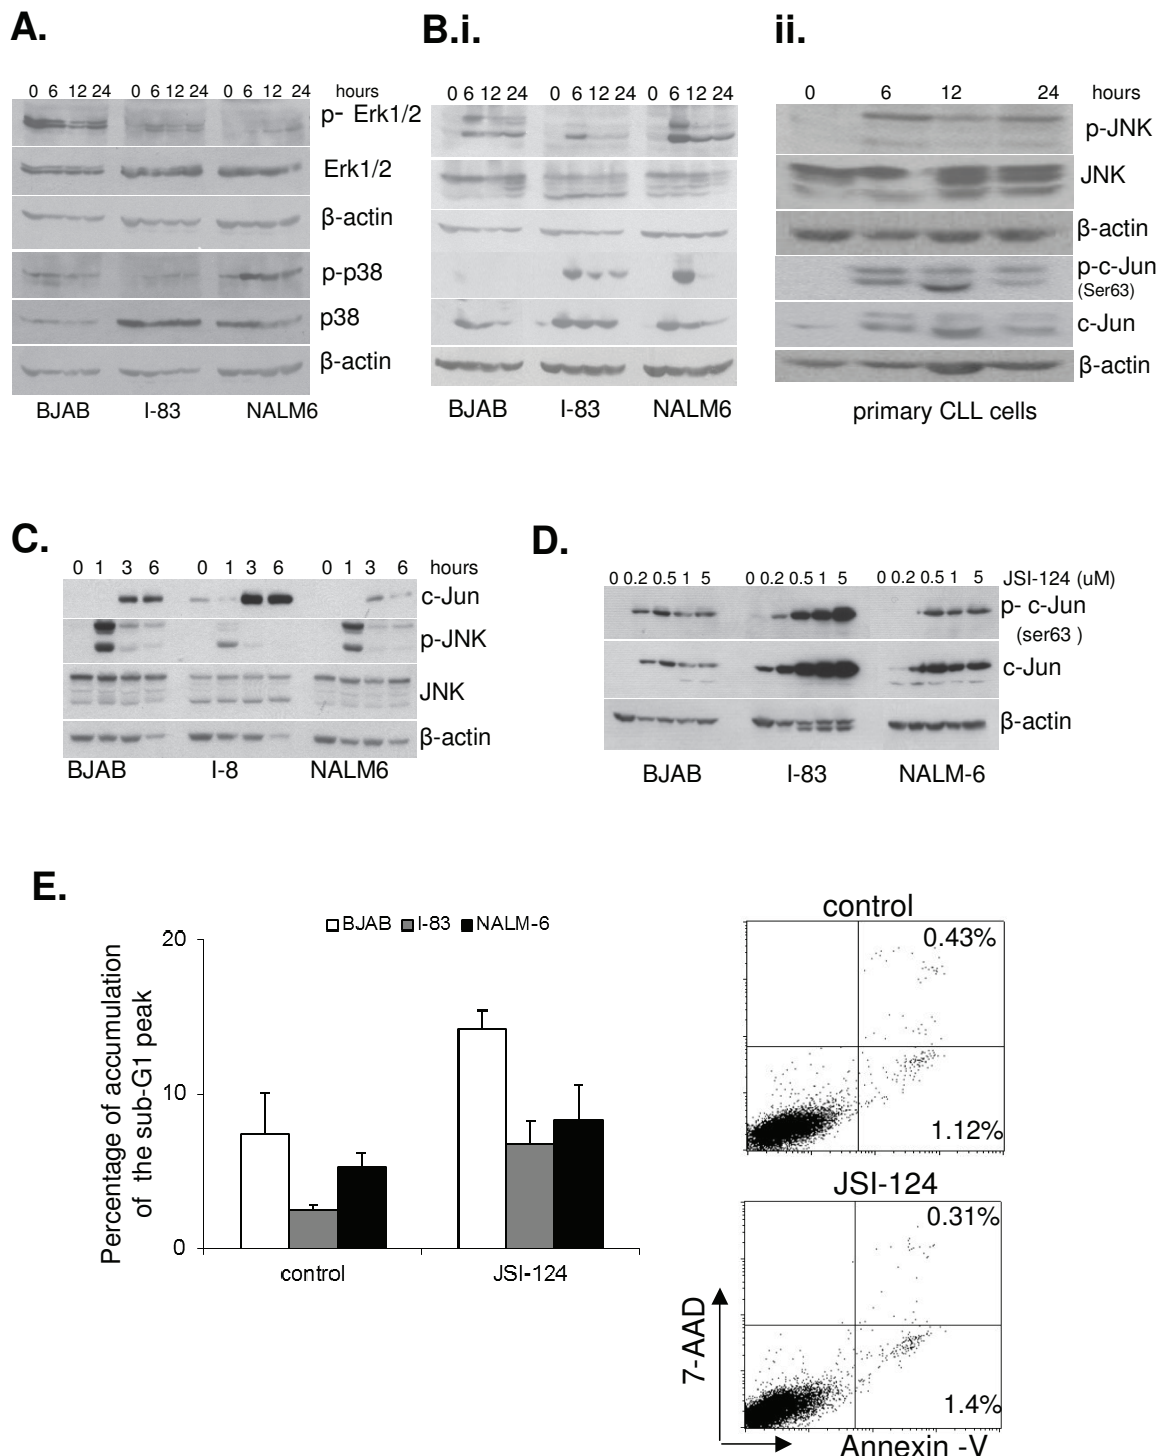 A.
B.i.
ii.
0 6 12 24 0 6 12 24 0 6 12 24 hours
p- Erk1/2
Erk1/2
β-actin
p-p38
p38
β-actin
BJAB I-83 NALM6
0 6 12 24 0 6 12 24 0 6 12 24
BJAB I-83 NALM6
0 6 12 24 hours
p-JNK
JNK
β-actin
p-c-Jun
(Ser63)
c-Jun
β-actin
primary CLL cells
C.
0 1 3 6 0 1 3 6 0 1 3 6 hours
c-Jun
p-JNK
JNK
β-actin
BJAB I-8 NALM6
D.
0 0.2 0.5 1 5 0 0.2 0.5 1 5 0 0.2 0.5 1 5 JSI-124 (uM)
p- c-Jun
(ser63 )
c-Jun
β-actin
BJAB I-83 NALM-6
E.
BJAB I-83 NALM-6
Percentage of accumulation
of the sub-G1 peak
20
10
0
control JSI-124
control
0.43%
1.12%
JSI-124
0.31%
1.4%
7-AAD
Annexin -V